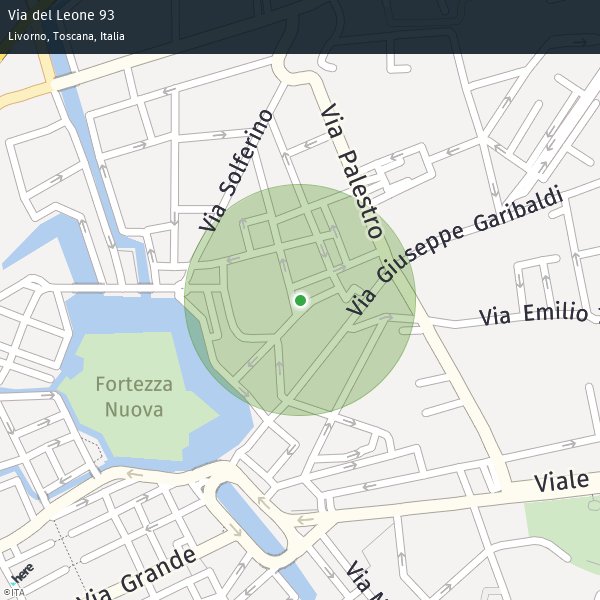 Via del Leone 93
Livorno, Toscana, Italia
Via Solferino
Via Palestro
Via Giuseppe Garibaldi
Via Emilio
Fortezza
Nuova
Viale
Via Grande
Via
here
©ITA